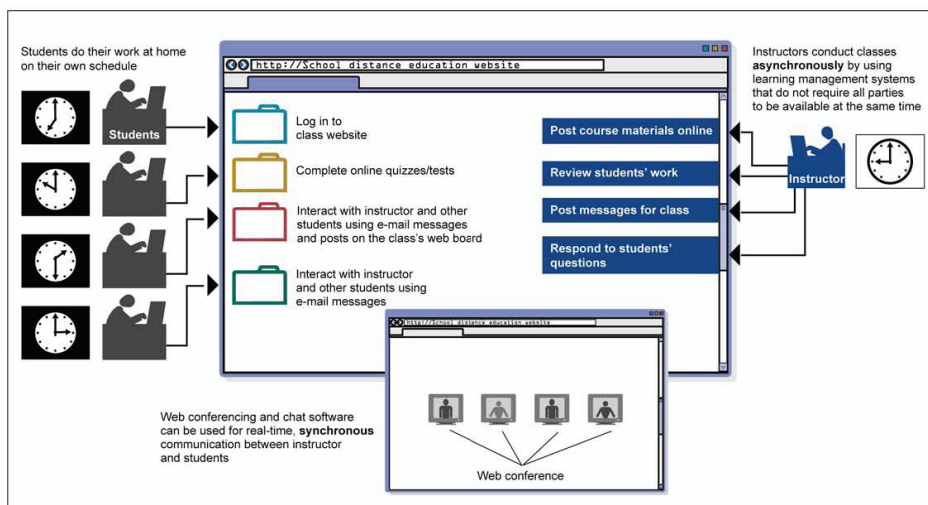 Students do their work at home
on their own schedule
Students
http://School distance education website
Log in to
class website
Complete online quizzes/tests
Interact with instructor and other
students using e-mail messages
and posts on the class's web board
Interact with instructor
and other students using
e-mail messages
Post course materials online
Review students' work
Post messages for class
Respond to students'
questions
Instructors conduct classes
asynchronously by using
learning management systems
that do not require all parties
to be available at the same time
Instructor
http://School distance education website
Web conference
Web conferencing and chat software
can be used for real-time, synchronous
communication between instructor
and students